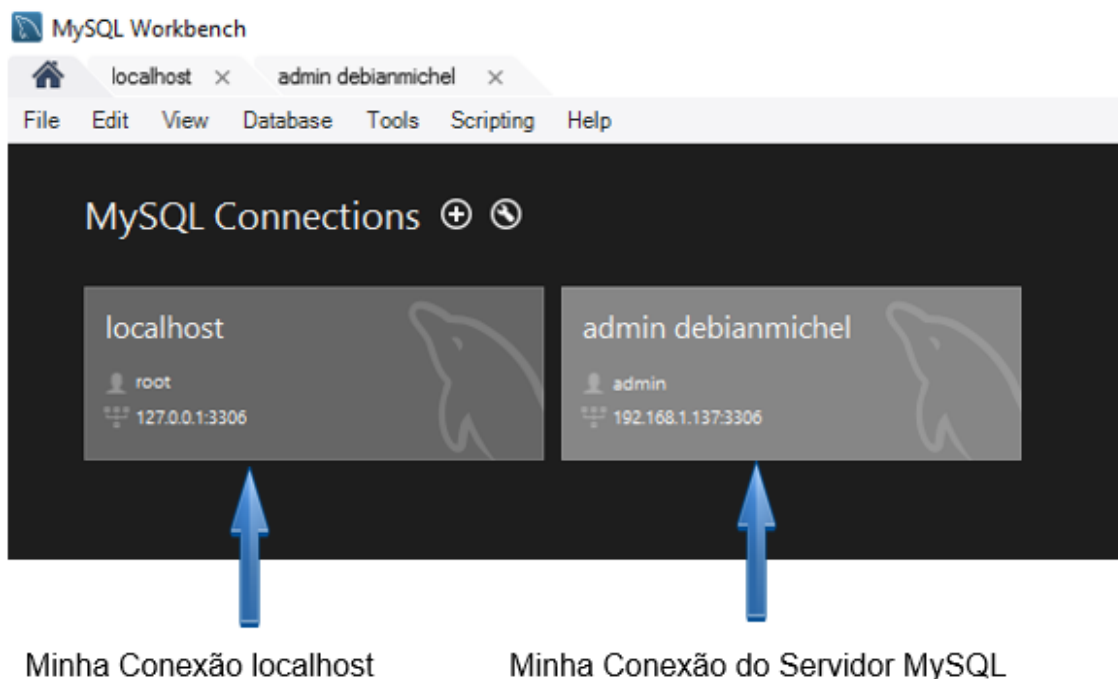 MySQL Workbench
localhost × admin debianmichel ×
File Edit View Database Tools Scripting Help
MySQL Connections
localhost
root
127.0.0.1:3306
admin debianmichel
admin
192.168.1.137:3306
Minha Conexão localhost
Minha Conexão do Servidor MySQL